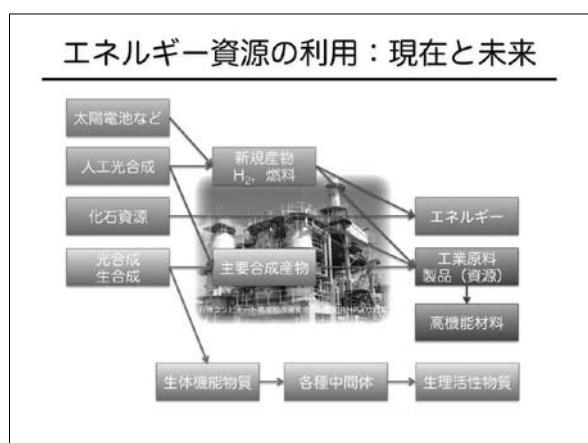 エネルギー資源の利用：現在と未来
太陽電池など
人工光合成
新規産物
H₂，燃料
化石資源
エネルギー
光合成
生合成
主要合成産物
工業原料
製品（資源）
高機能材料
生体機能物質
各種中間体
生理活性物質